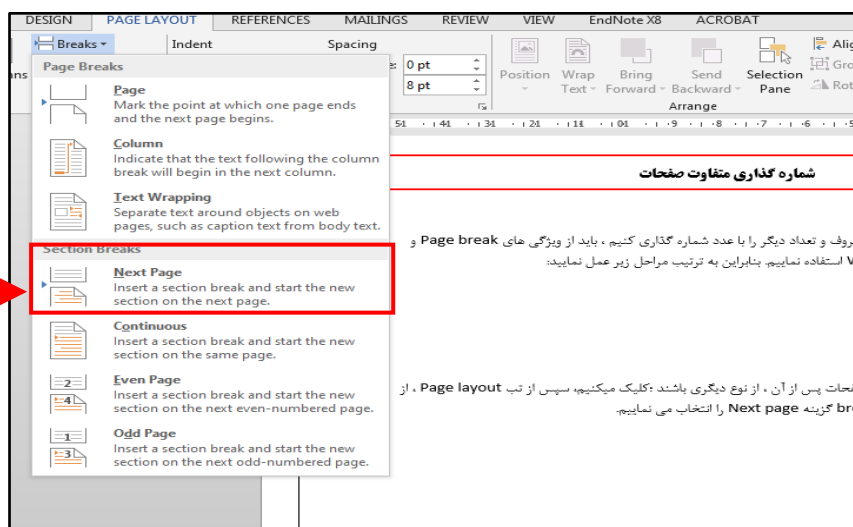 DESIGN PAGE LAYOUT REFERENCES MAILINGS REVIEW VIEW EndNote X8 ACROBAT
Breaks Indent Spacing
Page Breaks
Page
Mark the point at which one page ends
and the next page begins.
Column
Indicate that the text following the column
break will begin in the next column.
Text Wrapping
Separate text around objects on web
pages, such as caption text from body text.
Section Breaks
Next Page
Insert a section break and start the new
section on the next page.
Continuous
Insert a section break and start the new
section on the same page.
Even Page
Insert a section break and start the new
section on the next even-numbered page.
Odd Page
Insert a section break and start the new
section on the next odd-numbered page.
0 pt
8 pt
Position Wrap Text Bring Forward Send Backward Selection Pane
Arrange
شماره گذاری متفاوت صفحات
روف و تعداد دیگر را با عدد شماره گذاری کنیم ، باید از ویژگی های Page break و
استفاده نماییم. بنابراین به ترتیب مراحل زیر عمل نمایید:
پس از آن ، از نوع دیگری باشند ؛کلیک میکنیم، سپس از تب Page layout ، از
گزینه Next page را انتخاب می نماییم.